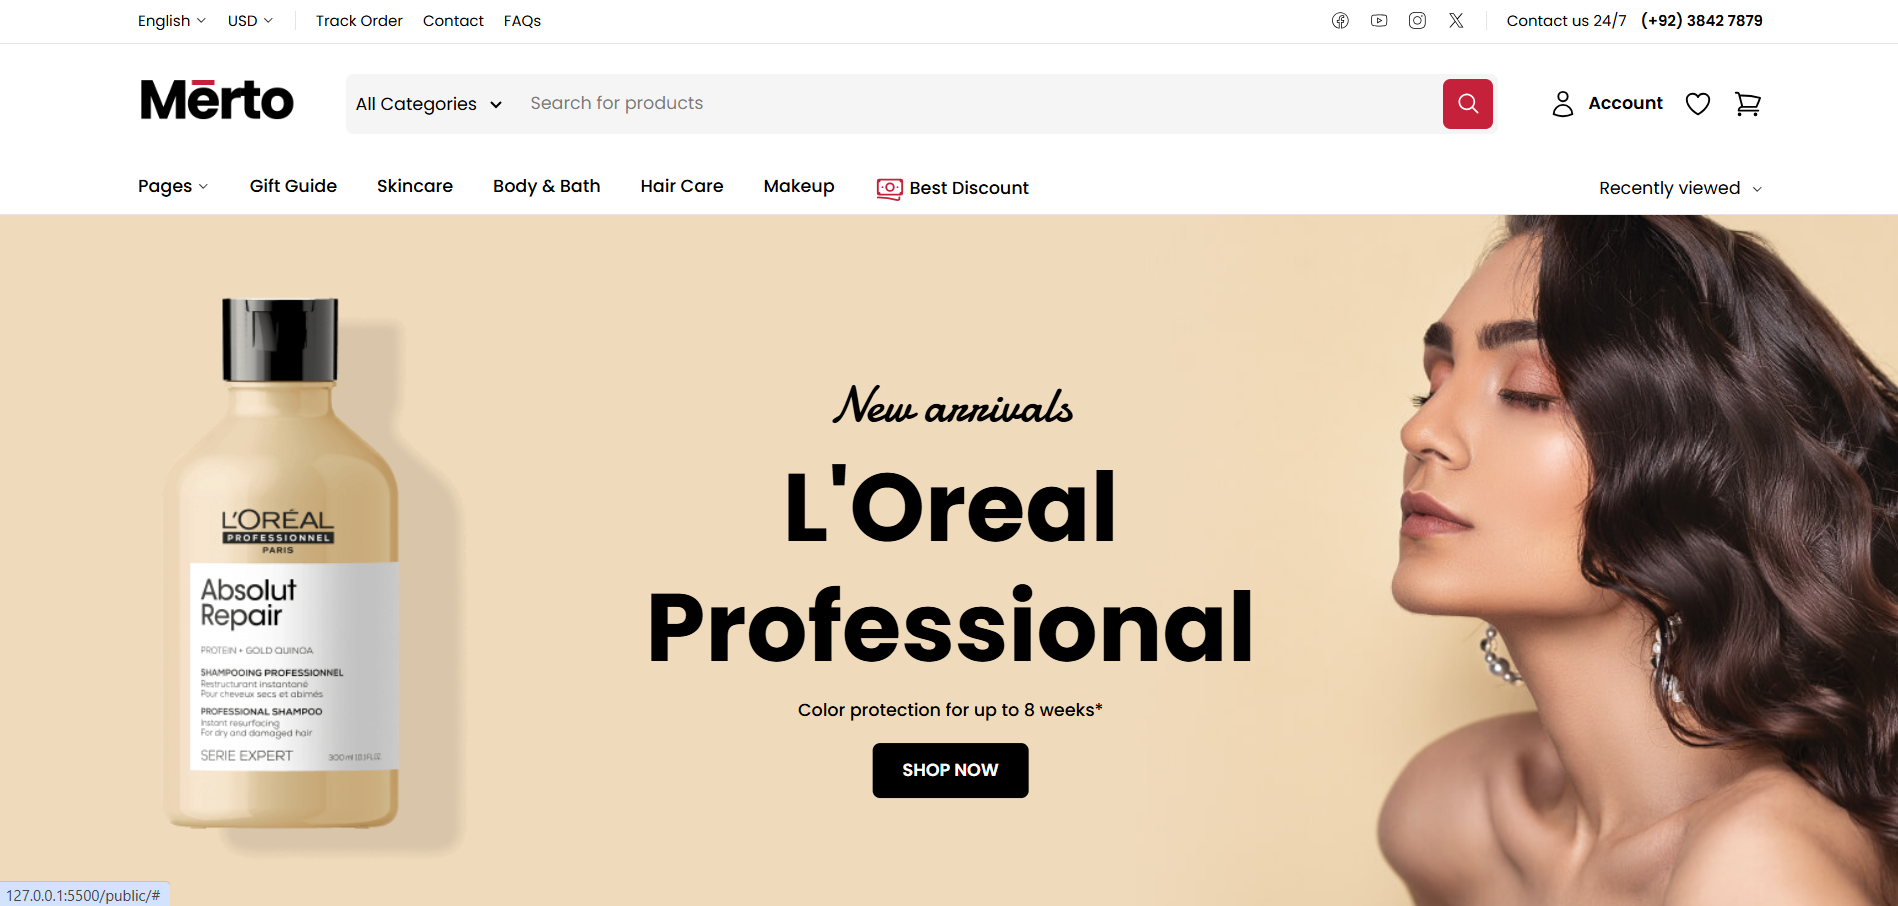 English USD Track Order Contact FAQs Contact us 24/7 (+92) 3842 7879
Mērto All Categories Search for products Account
Pages Gift Guide Skincare Body & Bath Hair Care Makeup Best Discount Recently viewed
New arrivals
L'Oreal
Professional
Color protection for up to 8 weeks*
SHOP NOW
L'ORÉAL
PROFESSIONNEL
PARIS
Absolut
Repair
PROTEIN + GOLD QUINOA
SHAMPOOING PROFESSIONNEL
Restructurant instantané
Pour cheveux secs et abîmés
PROFESSIONAL SHAMPOO
Instant resurfacing
For dry and damaged hair
SERIE EXPERT 300 ml 10.1FL.OZ
127.0.0.1:5500/public/#